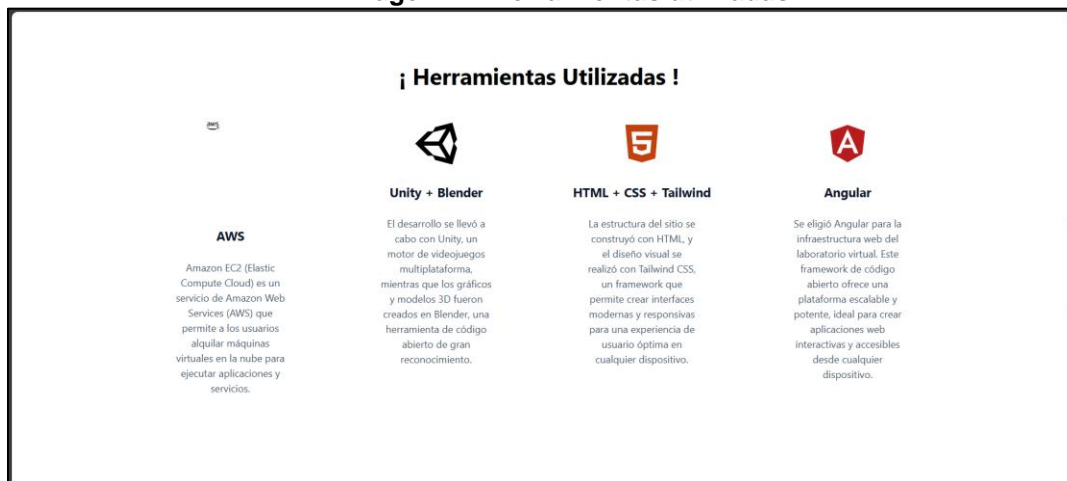 ¡ Herramientas Utilizadas !
aws
AWS
Amazon EC2 (Elastic
Compute Cloud) es un
servicio de Amazon Web
Services (AWS) que
permite a los usuarios
alquilar máquinas
virtuales en la nube para
ejecutar aplicaciones y
servicios.
Unity + Blender
El desarrollo se llevó a
cabo con Unity, un
motor de videojuegos
multiplataforma,
mientras que los gráficos
y modelos 3D fueron
creados en Blender, una
herramienta de código
abierto de gran
reconocimiento.
5
HTML + CSS + Tailwind
La estructura del sitio se
construyó con HTML, y
el diseño visual se
realizó con Tailwind CSS,
un framework que
permite crear interfaces
modernas y responsivas
para una experiencia de
usuario óptima en
cualquier dispositivo.
A
Angular
Se eligió Angular para la
infraestructura web del
laboratorio virtual. Este
framework de código
abierto ofrece una
plataforma escalable y
potente, ideal para crear
aplicaciones web
interactivas y accesibles
desde cualquier
dispositivo.